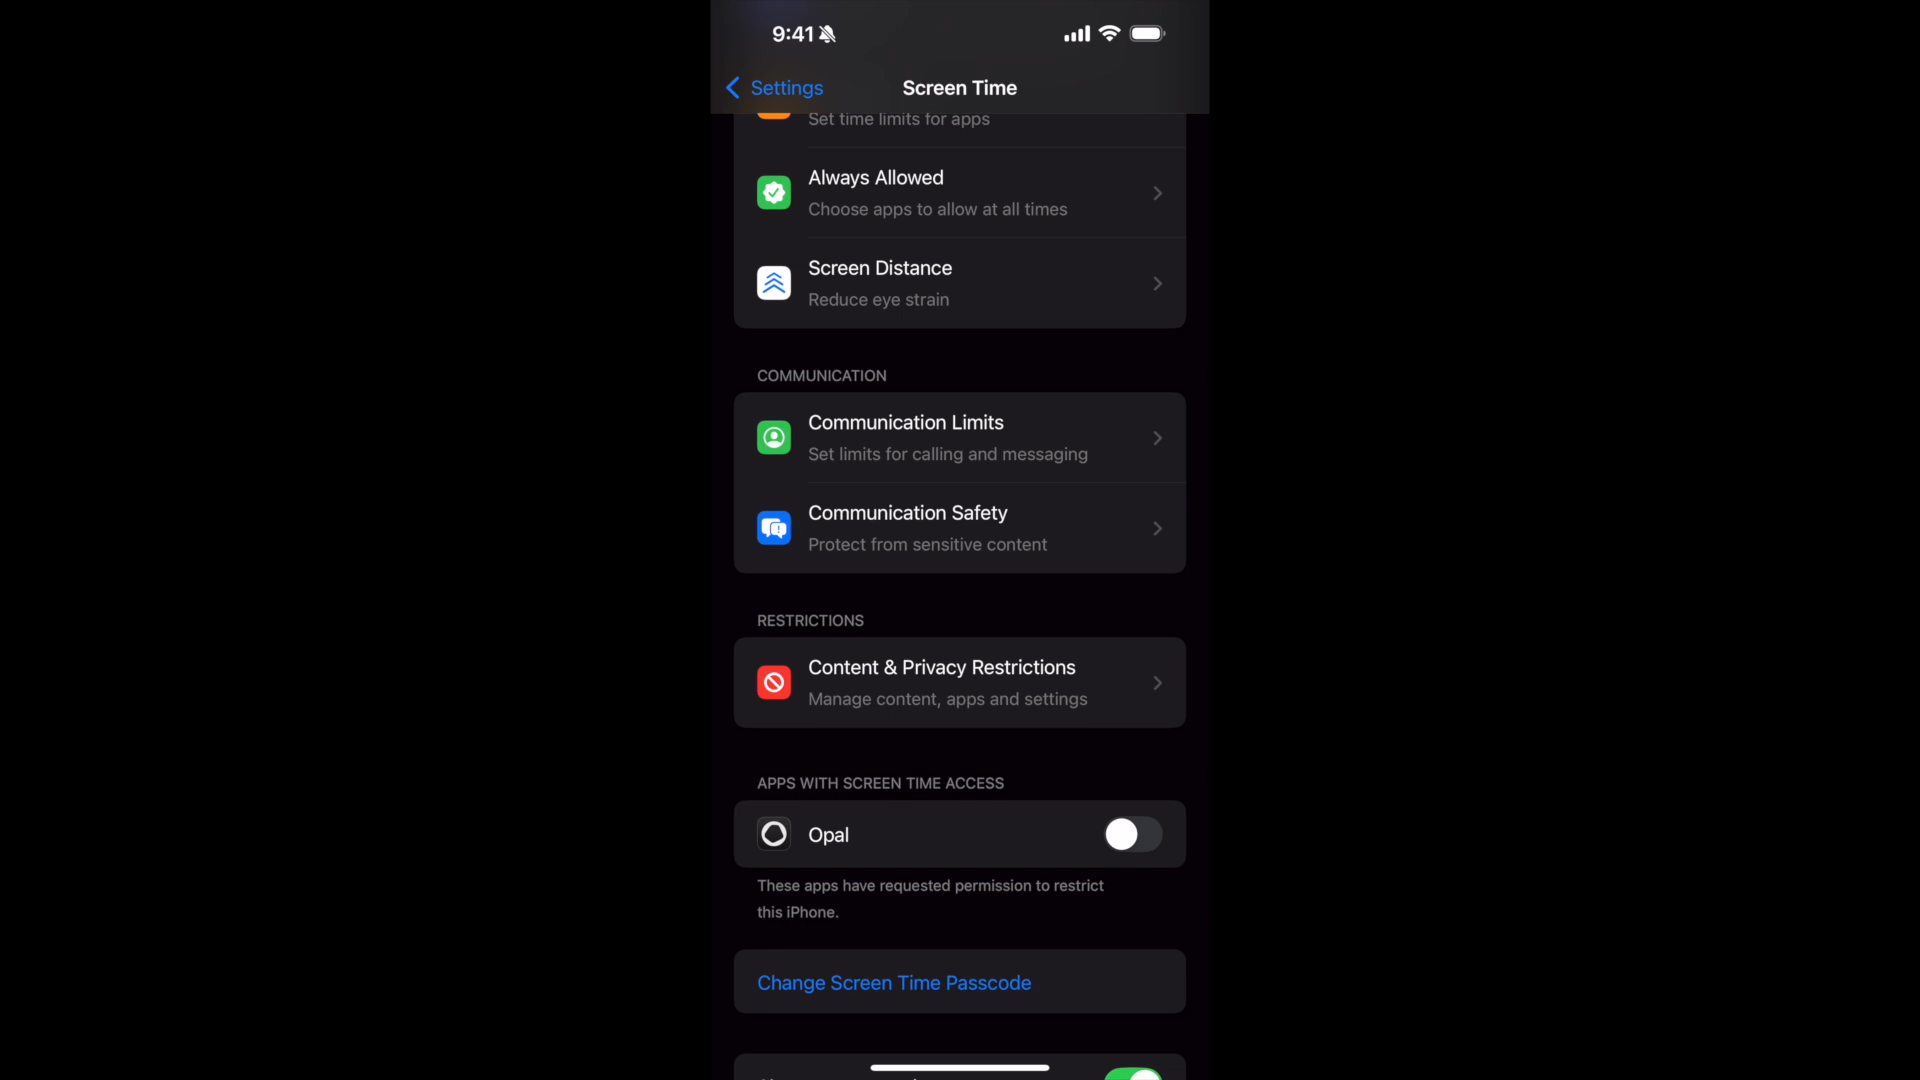 9:41
Settings
Screen Time
Set time limits for apps
Always Allowed
Choose apps to allow at all times
Screen Distance
Reduce eye strain
COMMUNICATION
Communication Limits
Set limits for calling and messaging
Communication Safety
Protect from sensitive content
RESTRICTIONS
Content & Privacy Restrictions
Manage content, apps and settings
APPS WITH SCREEN TIME ACCESS
Opal
These apps have requested permission to restrict
this iPhone.
Change Screen Time Passcode